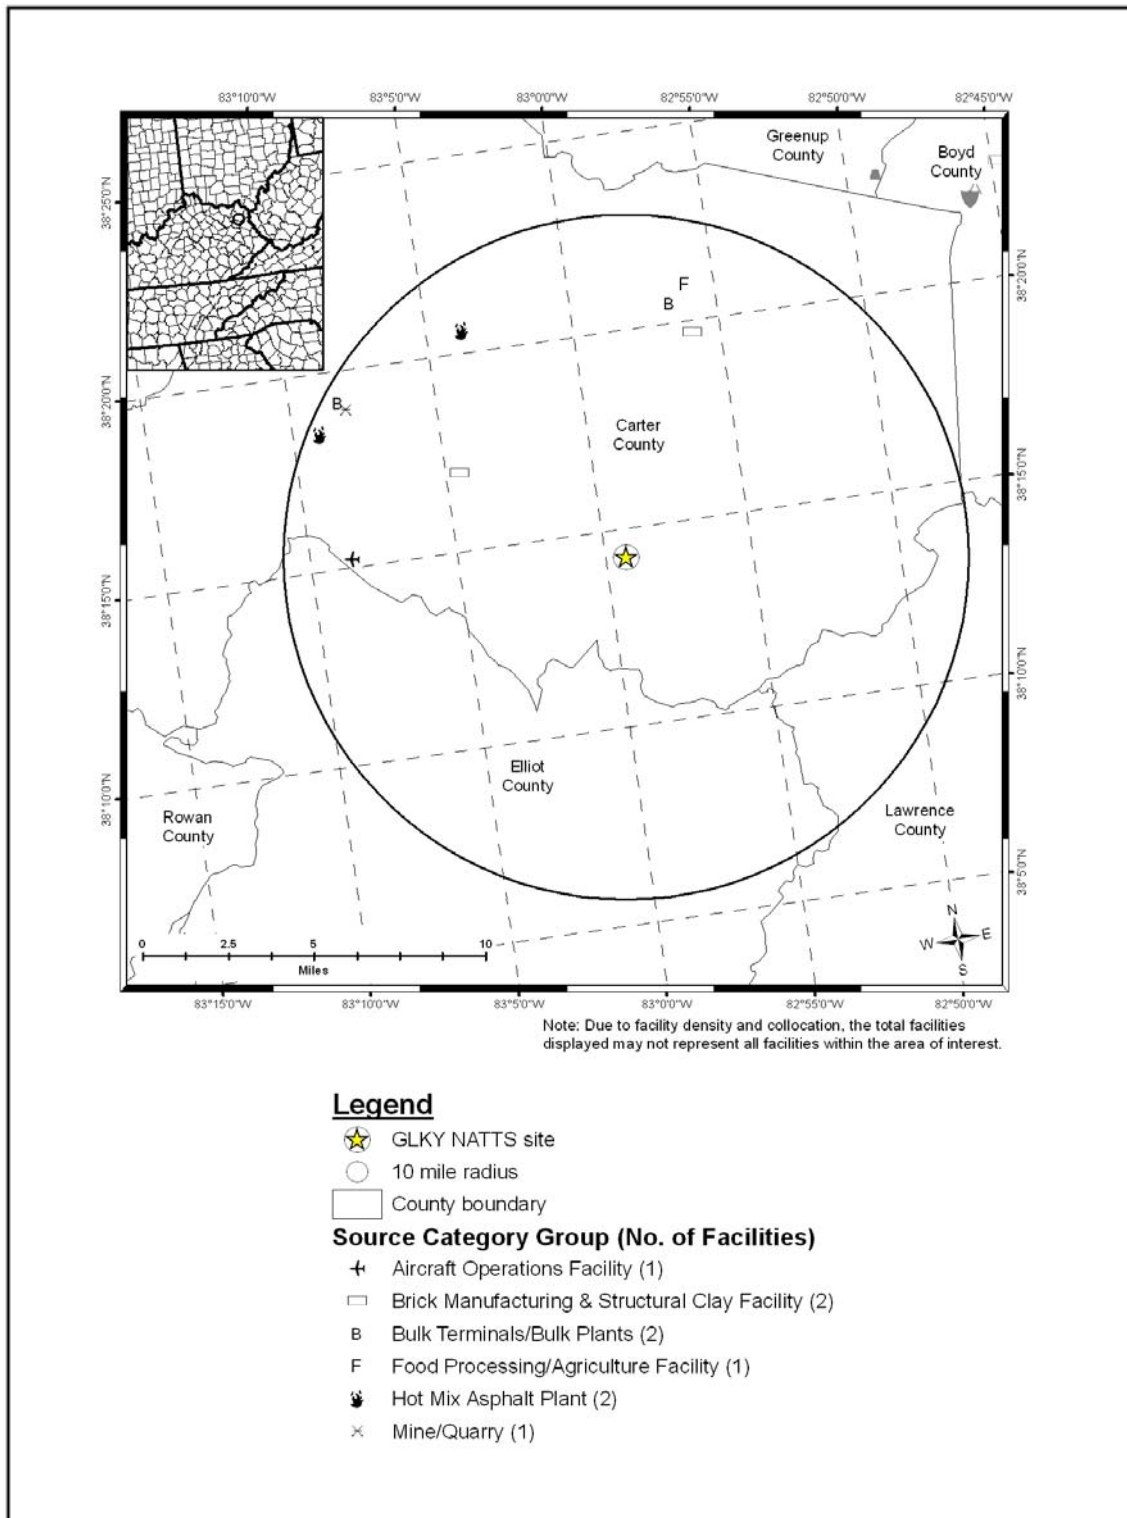 83°10'0"W 83°5'0"W 83°0'0"W 82°55'0"W 82°50'0"W 82°45'0"W
Greenup
County
Boyd
County
38°25'0"N
38°20'0"N
F
B
38°20'0"N
B
Carter
County
38°15'0"N
38°15'0"N
38°10'0"N
Elliot
County
38°10'0"N
Rowan
County
Lawrence
County
38°5'0"N
N
W E
S
0 2.5 5 10
Miles
83°15'0"W 83°10'0"W 83°5'0"W 83°0'0"W 82°55'0"W 82°50'0"W
Note: Due to facility density and collocation, the total facilities
displayed may not represent all facilities within the area of interest.
Legend
GLKY NATTS site
10 mile radius
County boundary
Source Category Group (No. of Facilities)
Aircraft Operations Facility (1)
Brick Manufacturing & Structural Clay Facility (2)
B Bulk Terminals/Bulk Plants (2)
F Food Processing/Agriculture Facility (1)
Hot Mix Asphalt Plant (2)
Mine/Quarry (1)